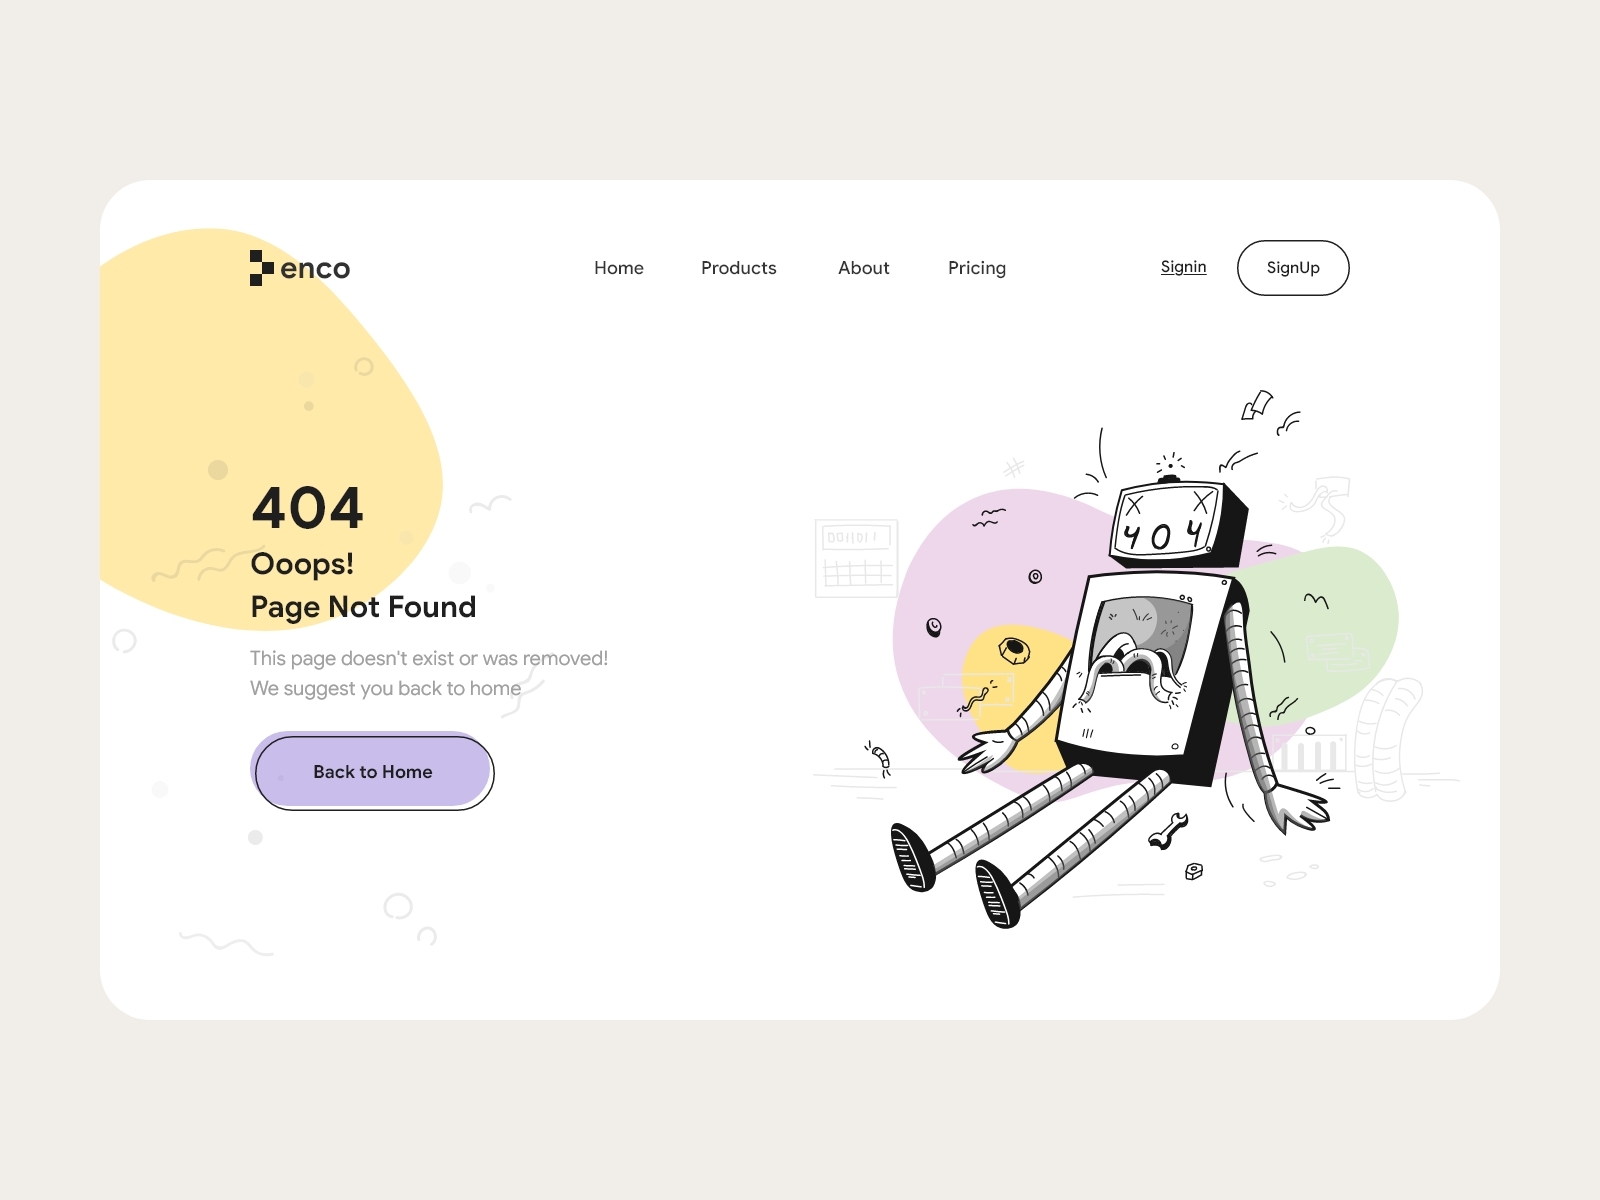 enco
Home
Products
About
Pricing
Signin
SignUp
404
Ooops!
Page Not Found
This page doesn't exist or was removed!
We suggest you back to home
Back to Home
404